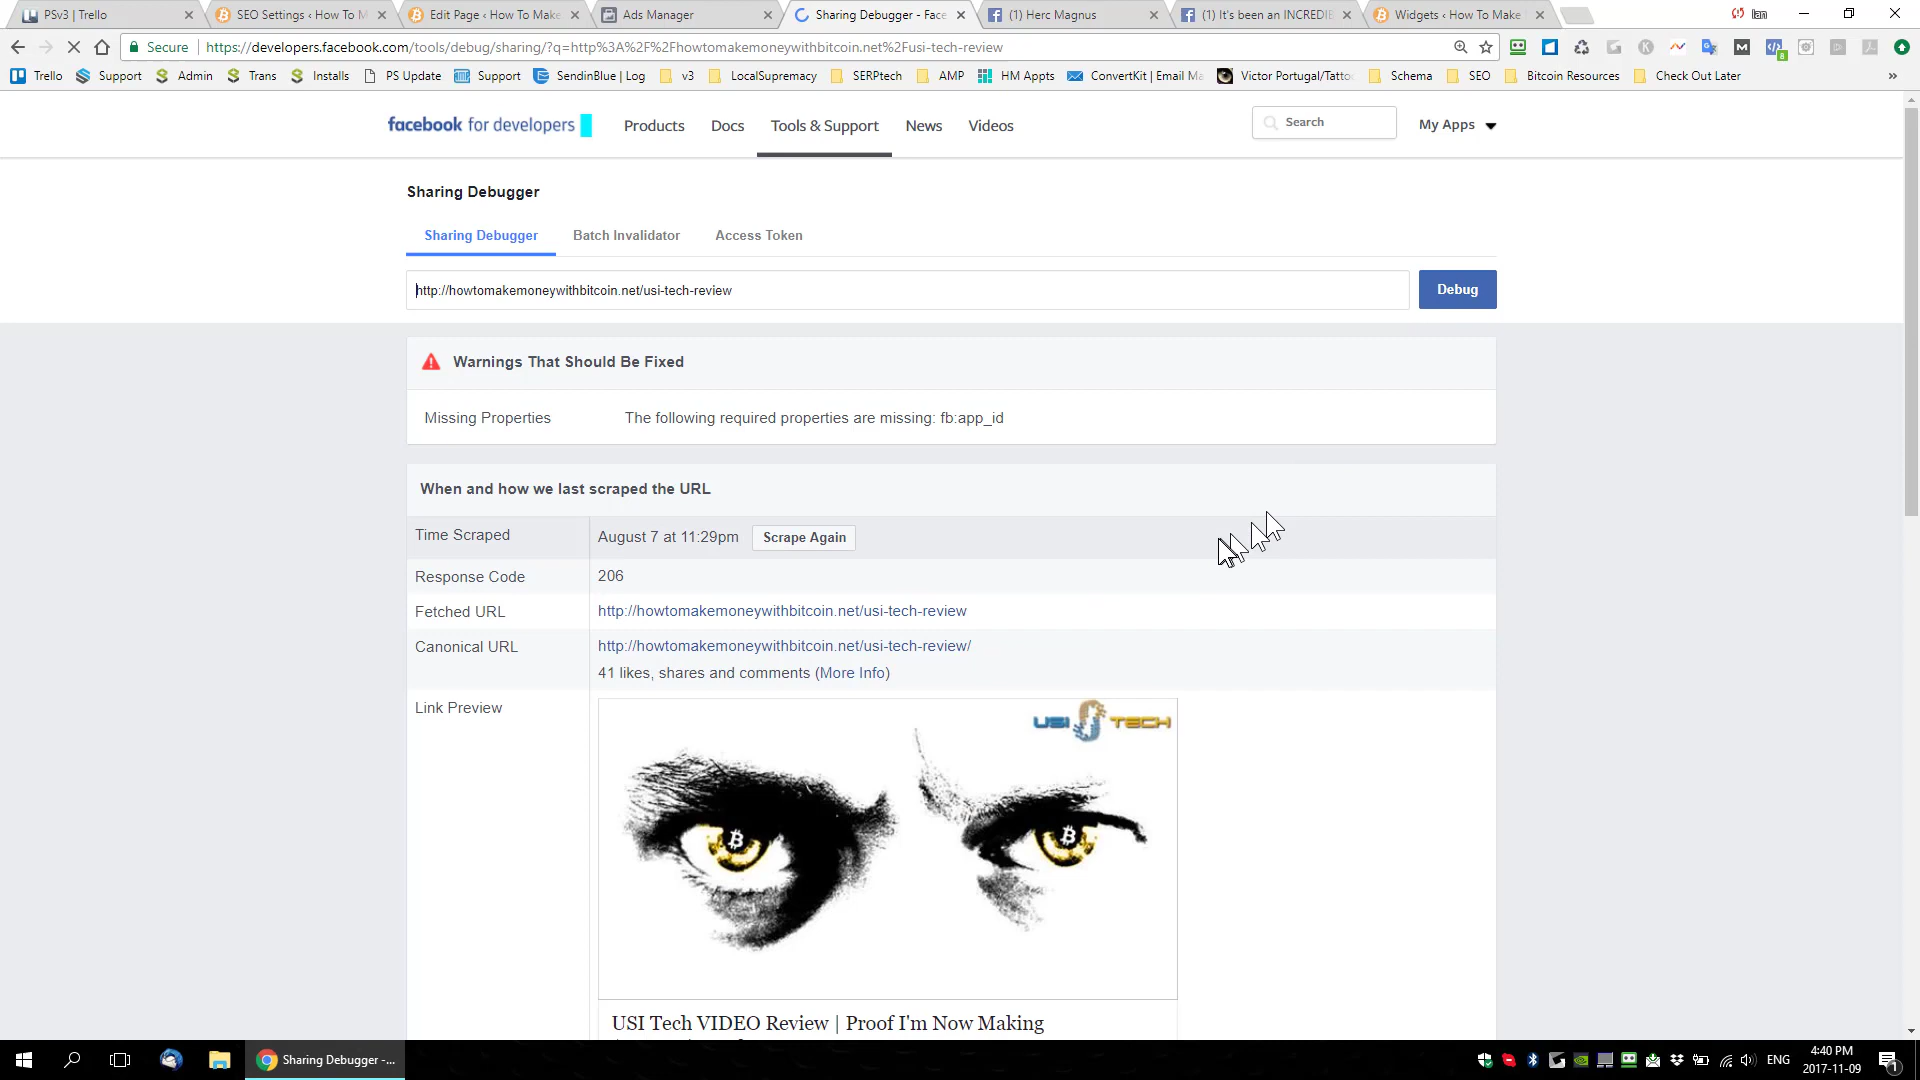 PSv3 | Trello
SEO Settings ‹ How To M
Edit Page ‹ How To Make
Ads Manager
Sharing Debugger - Face
(1) Herc Magnus
(1) It's been an INCREDIB
Widgets ‹ How To Make
Ian
Secure
https://developers.facebook.com/tools/debug/sharing/?q=http%3A%2F%2Fhowtomakemoneywithbitcoin.net%2Fusi-tech-review
Trello
Support
Admin
Trans
Installs
PS Update
Support
SendinBlue | Log
v3
LocalSupremacy
SERPtech
AMP
HM Appts
ConvertKit | Email Ma
Victor Portugal/Tattoo
Schema
SEO
Bitcoin Resources
Check Out Later
»
facebook for developers
Products
Docs
Tools & Support
News
Videos
Search
My Apps
Sharing Debugger
Sharing Debugger
Batch Invalidator
Access Token
http://howtomakemoneywithbitcoin.net/usi-tech-review
Debug
Warnings That Should Be Fixed
Missing Properties
The following required properties are missing: fb:app_id
When and how we last scraped the URL
Time Scraped
August 7 at 11:29pm
Scrape Again
Response Code
206
Fetched URL
http://howtomakemoneywithbitcoin.net/usi-tech-review
Canonical URL
http://howtomakemoneywithbitcoin.net/usi-tech-review/
41 likes, shares and comments (More Info)
Link Preview
USI TECH
USI Tech VIDEO Review | Proof I'm Now Making
Sharing Debugger -...
ENG
4:40 PM
2017-11-09
1